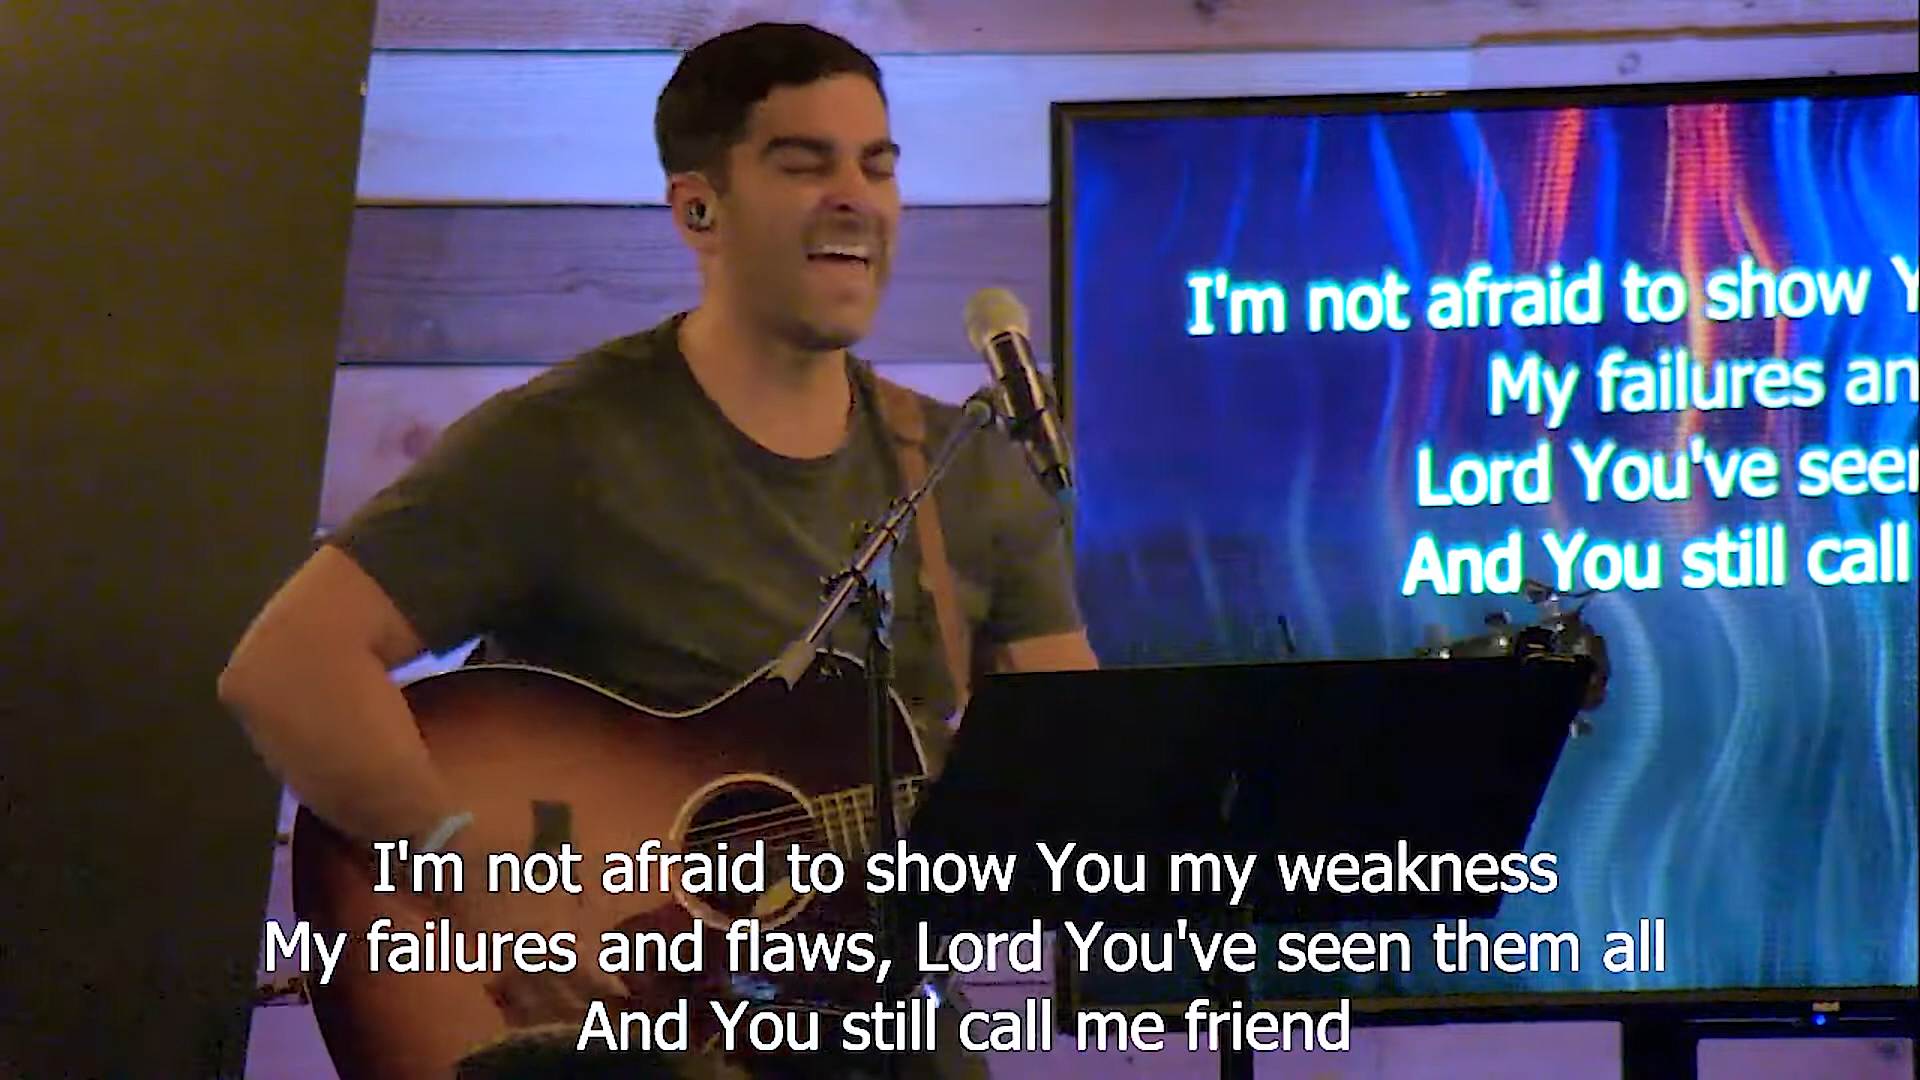 I'm not afraid to show Y
My failures an
Lord You've seen
And You still call
I'm not afraid to show You my weakness
My failures and flaws, Lord You've seen them all
And You still call me friend